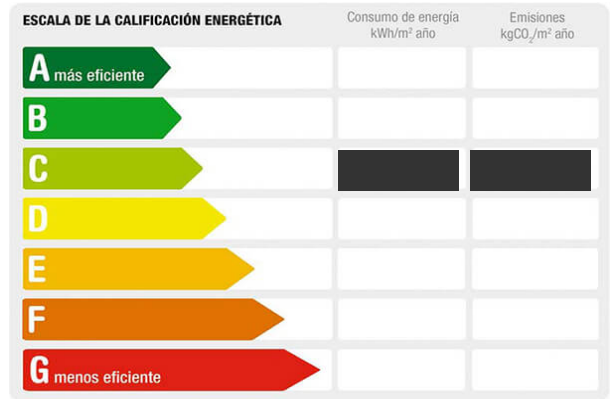 ESCALA DE LA CALIFICACIÓN ENERGÉTICA
Consumo de energía
kWh/m² año
Emisiones
kgCO₂/m² año
A más eficiente
B
C
D
E
F
G menos eficiente